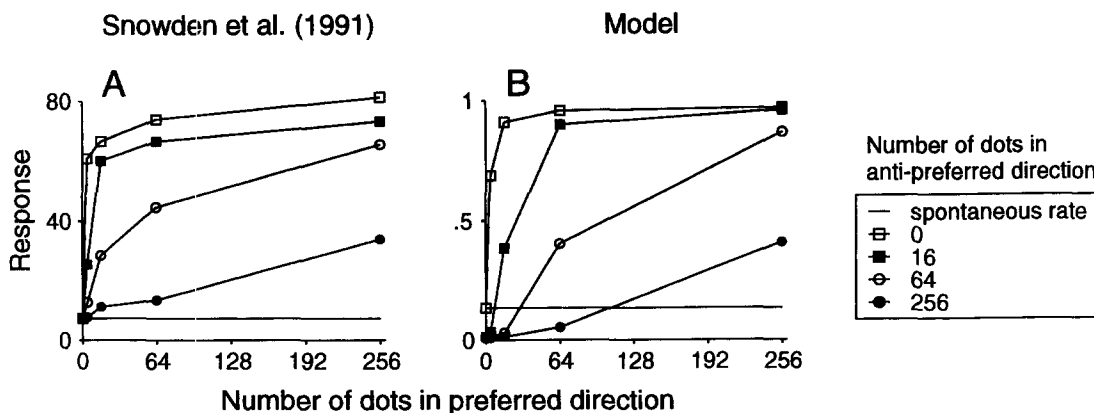 Snowden et al. (1991)
Model
A
B
80
40
0
Response
1
.5
0
0 64 128 192 256
0 64 128 192 256
Number of dots in preferred direction
Number of dots in
anti-preferred direction
spontaneous rate
0
16
64
256